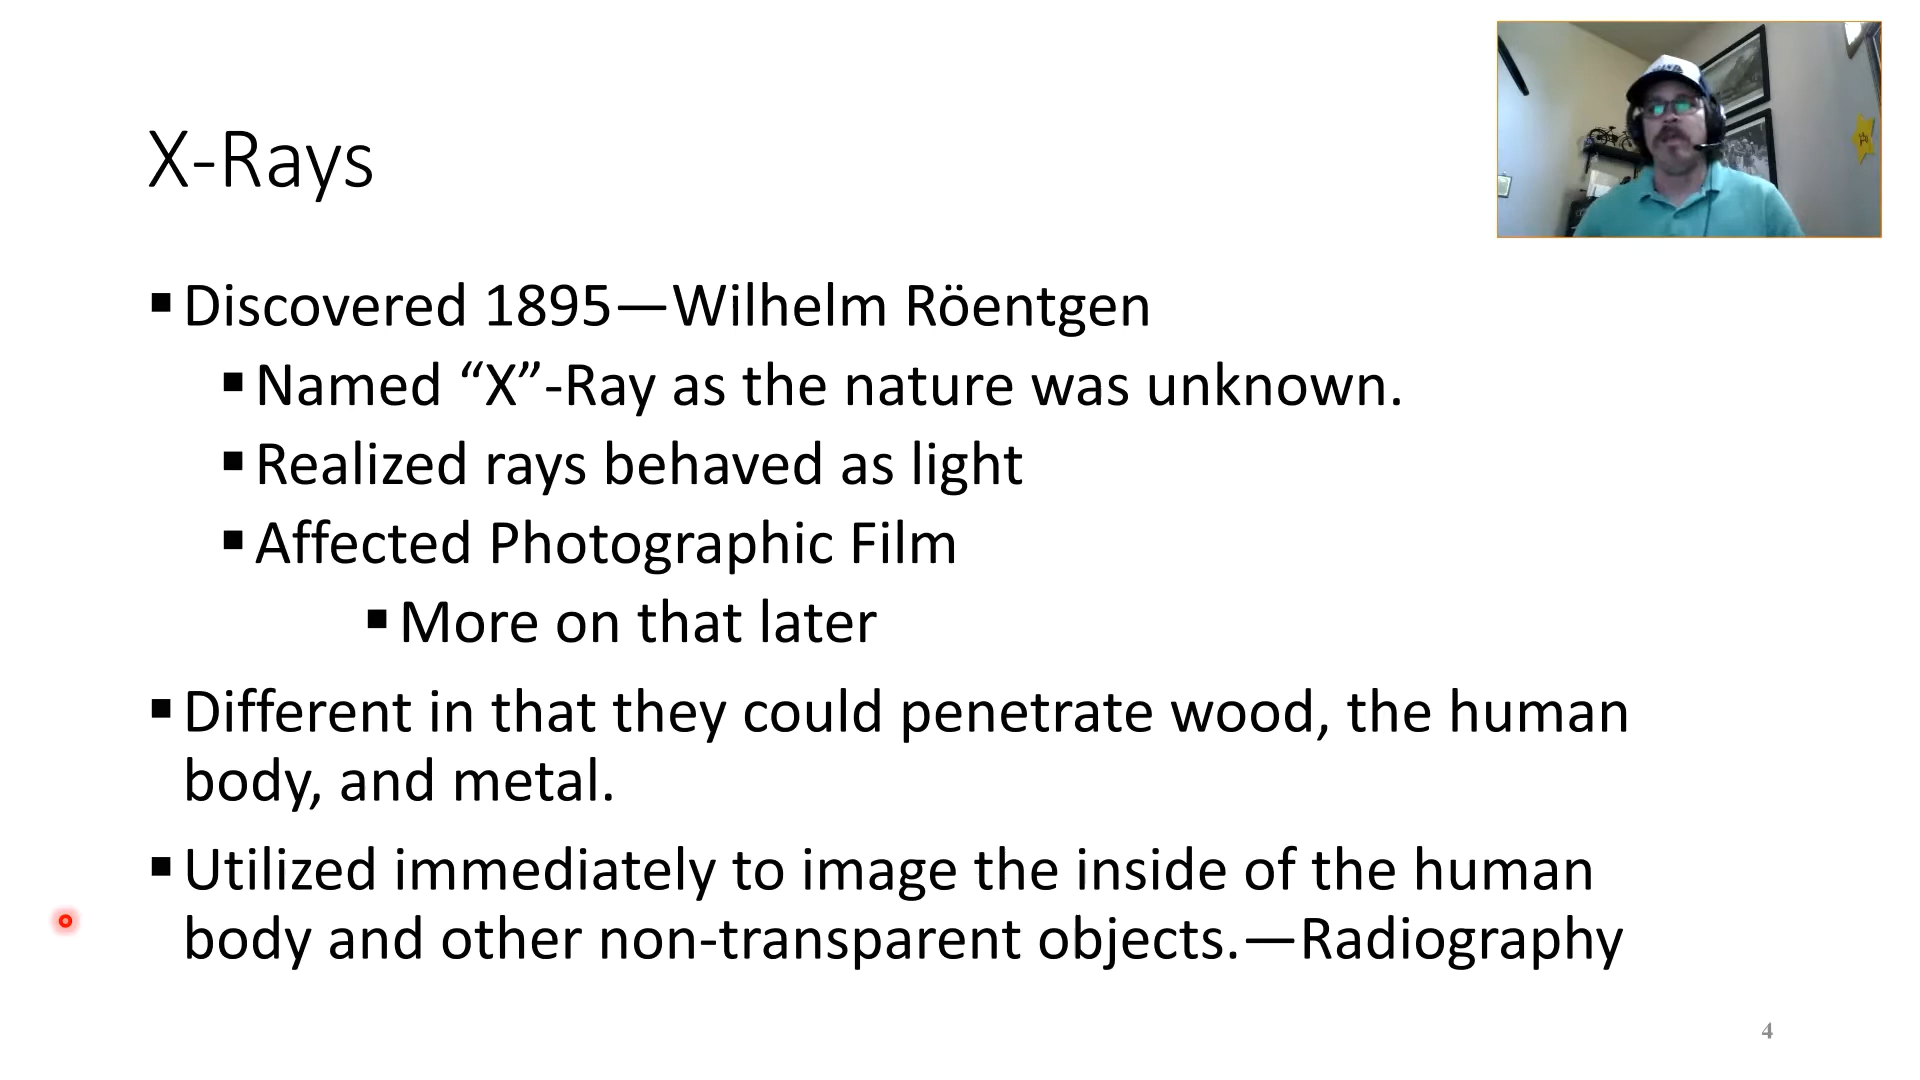 X-Rays
▪Discovered 1895—Wilhelm Röentgen
▪Named “X”-Ray as the nature was unknown.
▪Realized rays behaved as light
▪Affected Photographic Film
▪More on that later
▪Different in that they could penetrate wood, the human
body, and metal.
▪Utilized immediately to image the inside of the human
body and other non-transparent objects.—Radiography
4